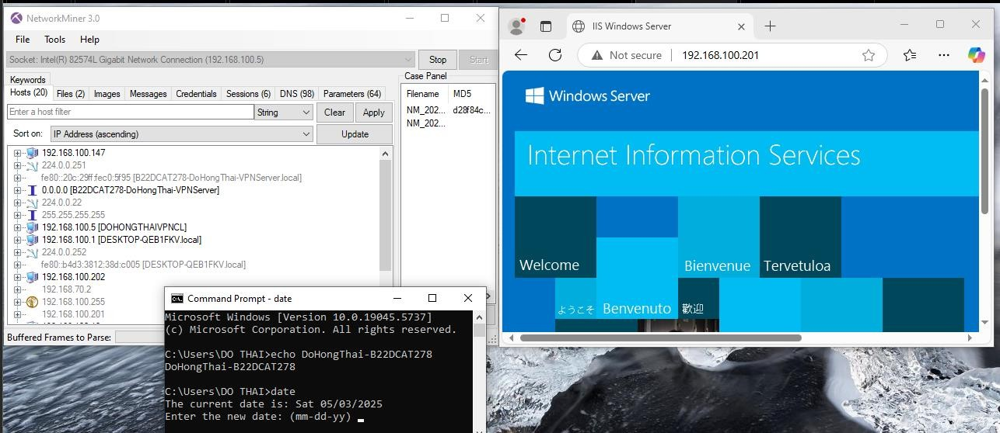 NetworkMiner 3.0
File Tools Help
Socket: Intel(R) 82574L Gigabit Network Connection (192.168.100.5)
Stop
Start
Keywords
Hosts (20) Files (2) Images Messages Credentials Sessions (6) DNS (98) Parameters (64)
Enter a host filter
String
Clear
Apply
Sort on:
IP Address (ascending)
Update
192.168.100.147
224.0.0.251
fe80::20c:29ff:fec0:5f95 [B22DCAT278-DoHongThai-VPNServer.local]
0.0.0.0 [B22DCAT278-DoHongThai-VPNServer]
224.0.0.22
255.255.255.255
192.168.100.5 [DOHONGTHAIVPNCL]
192.168.100.1 [DESKTOP-QEB1FKV.local]
224.0.0.252
fe80::b4d3:3812:38d:c005 [DESKTOP-QEB1FKV.local]
192.168.100.202
192.168.70.2
192.168.100.255
192.168.100.201
Buffered Frames to Parse:
Case Panel
Filename MD5
NM_202... d28f84c...
NM_202...
Command Prompt - date
Microsoft Windows [Version 10.0.19045.5737]
(c) Microsoft Corporation. All rights reserved.
C:\Users\DO THAI>echo DoHongThai-B22DCAT278
DoHongThai-B22DCAT278
C:\Users\DO THAI>date
The current date is: Sat 05/03/2025
Enter the new date: (mm-dd-yy)
IIS Windows Server
Not secure
192.168.100.201
Windows Server
Internet Information Services
Welcome
Bienvenue
Tervetuloa
ようこそ
Benvenuto
歡迎